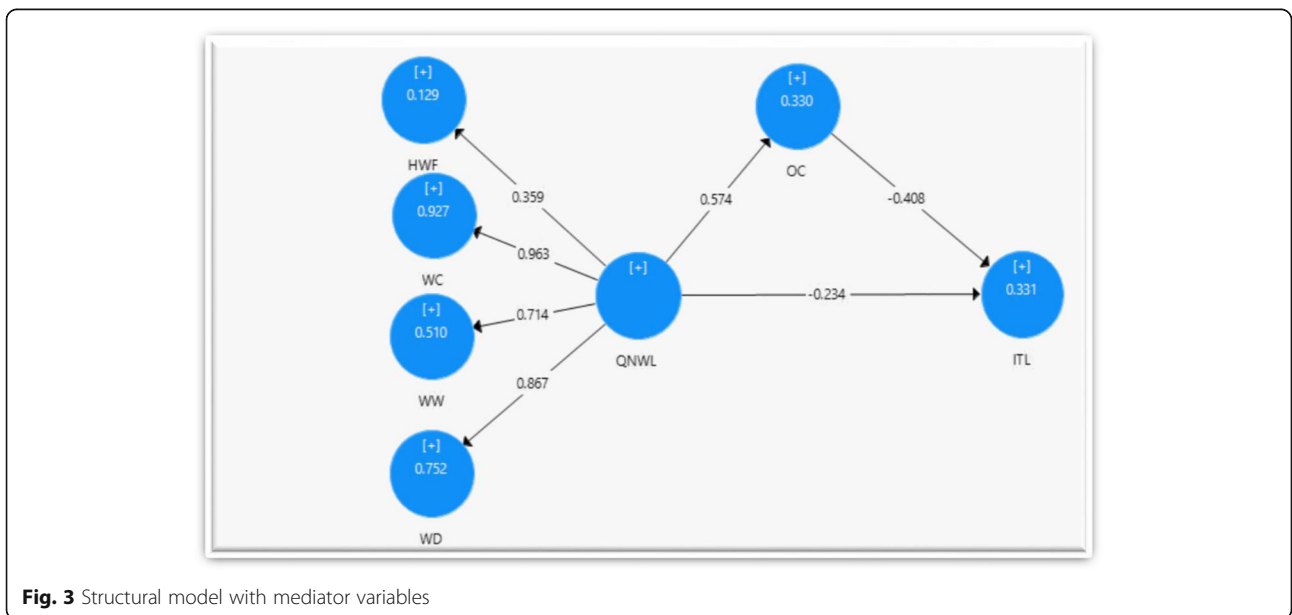 [+]
0.129
HWF
[+]
0.927
WC
[+]
0.510
WW
[+]
0.752
WD
0.359
0.963
0.714
0.867
[+]
QNWL
0.574
[+]
0.330
OC
-0.408
-0.234
[+]
0.331
ITL
Fig. 3 Structural model with mediator variables